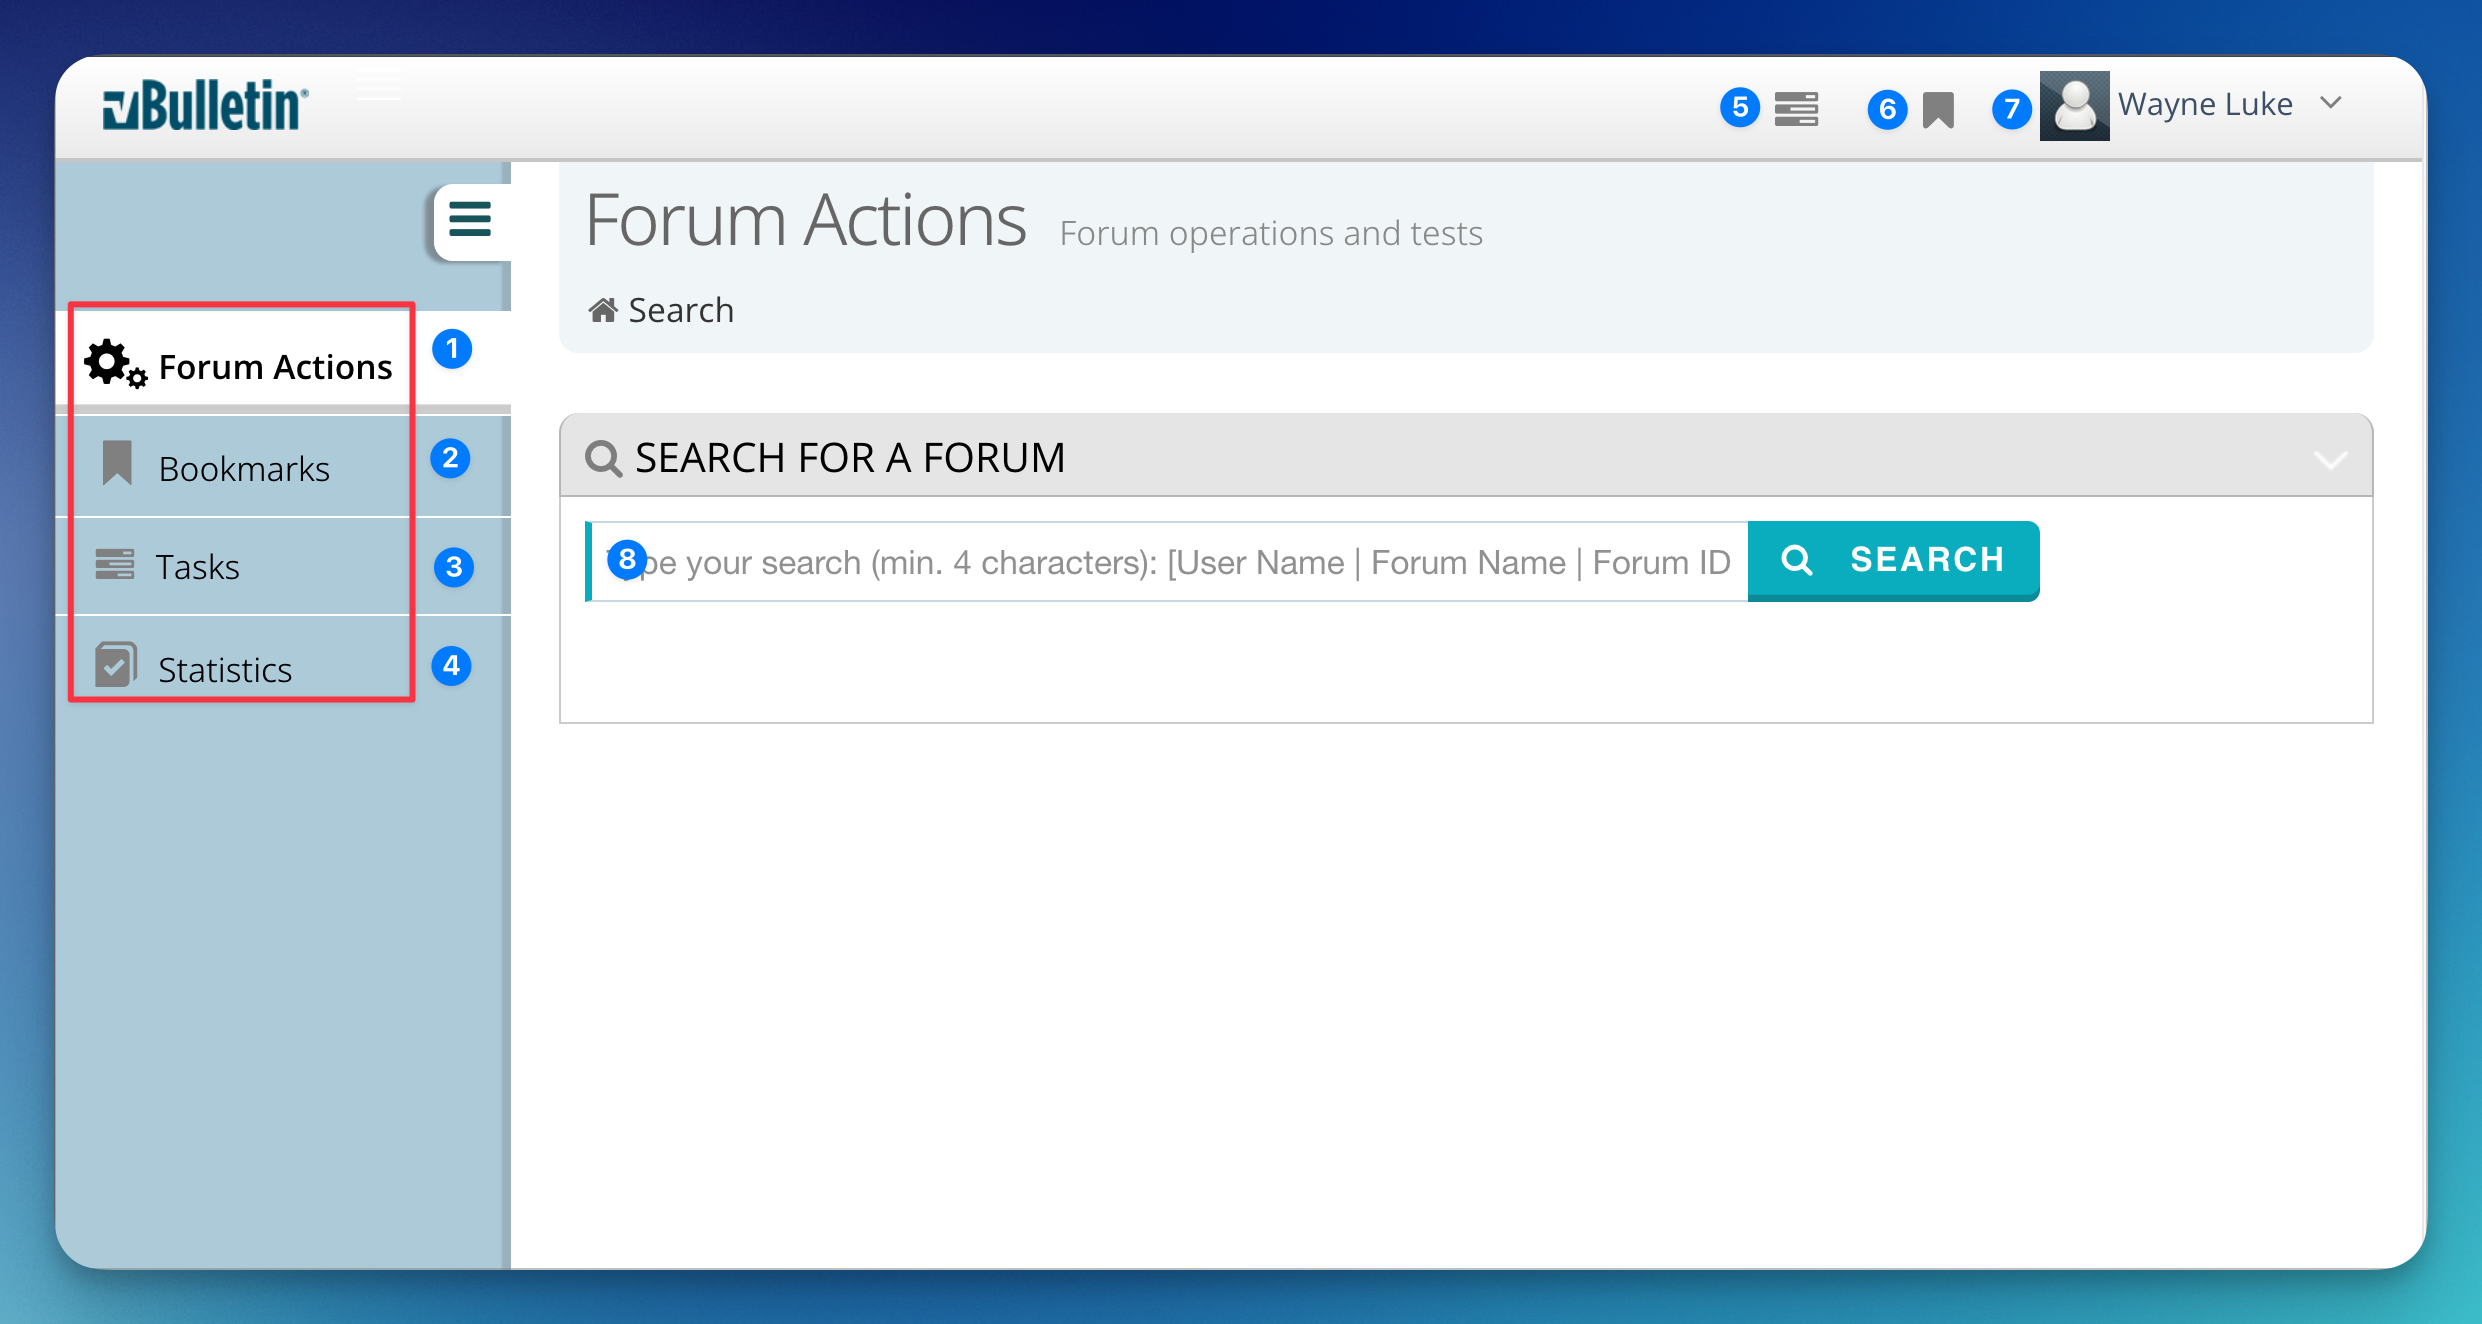 vBulletin®
5
6
7
Wayne Luke
Forum Actions Forum operations and tests
Search
Forum Actions 1
Bookmarks 2
Tasks 3
Statistics 4
SEARCH FOR A FORUM
8 your search (min. 4 characters): [User Name | Forum Name | Forum ID
SEARCH